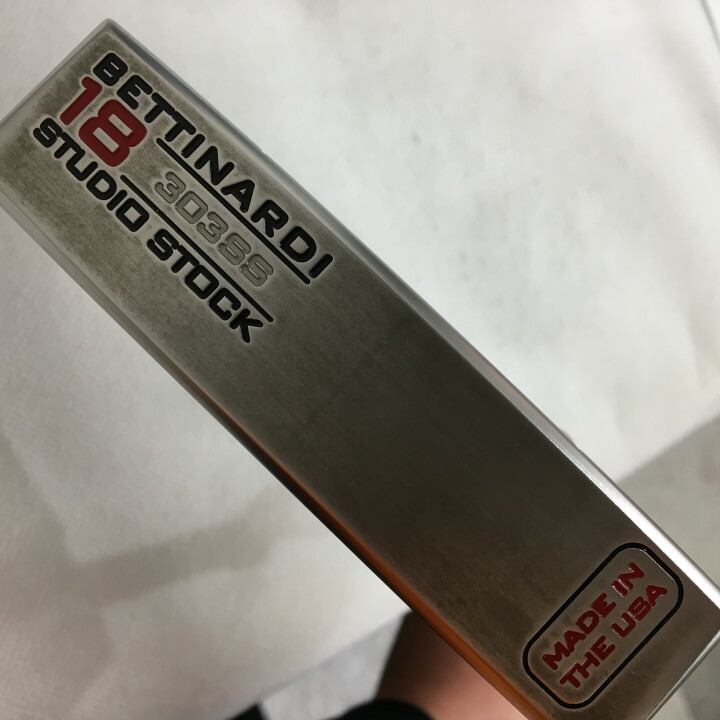 BETTINARDI
18 303SS
STUDIO STOCK
MADE IN
THE USA